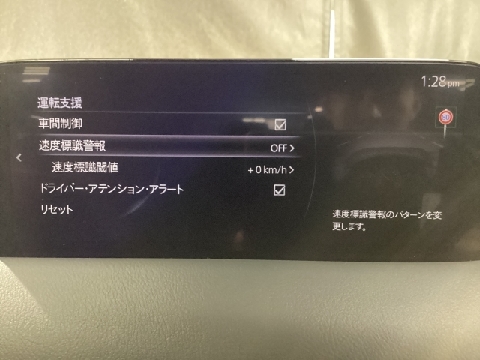 1:28pm
運転支援
車間制御
速度標識警報 OFF
速度標識閾値 +0km/h
ドライバー・アテンション・アラート
リセット
速度標識警報のパターンを変
更します。